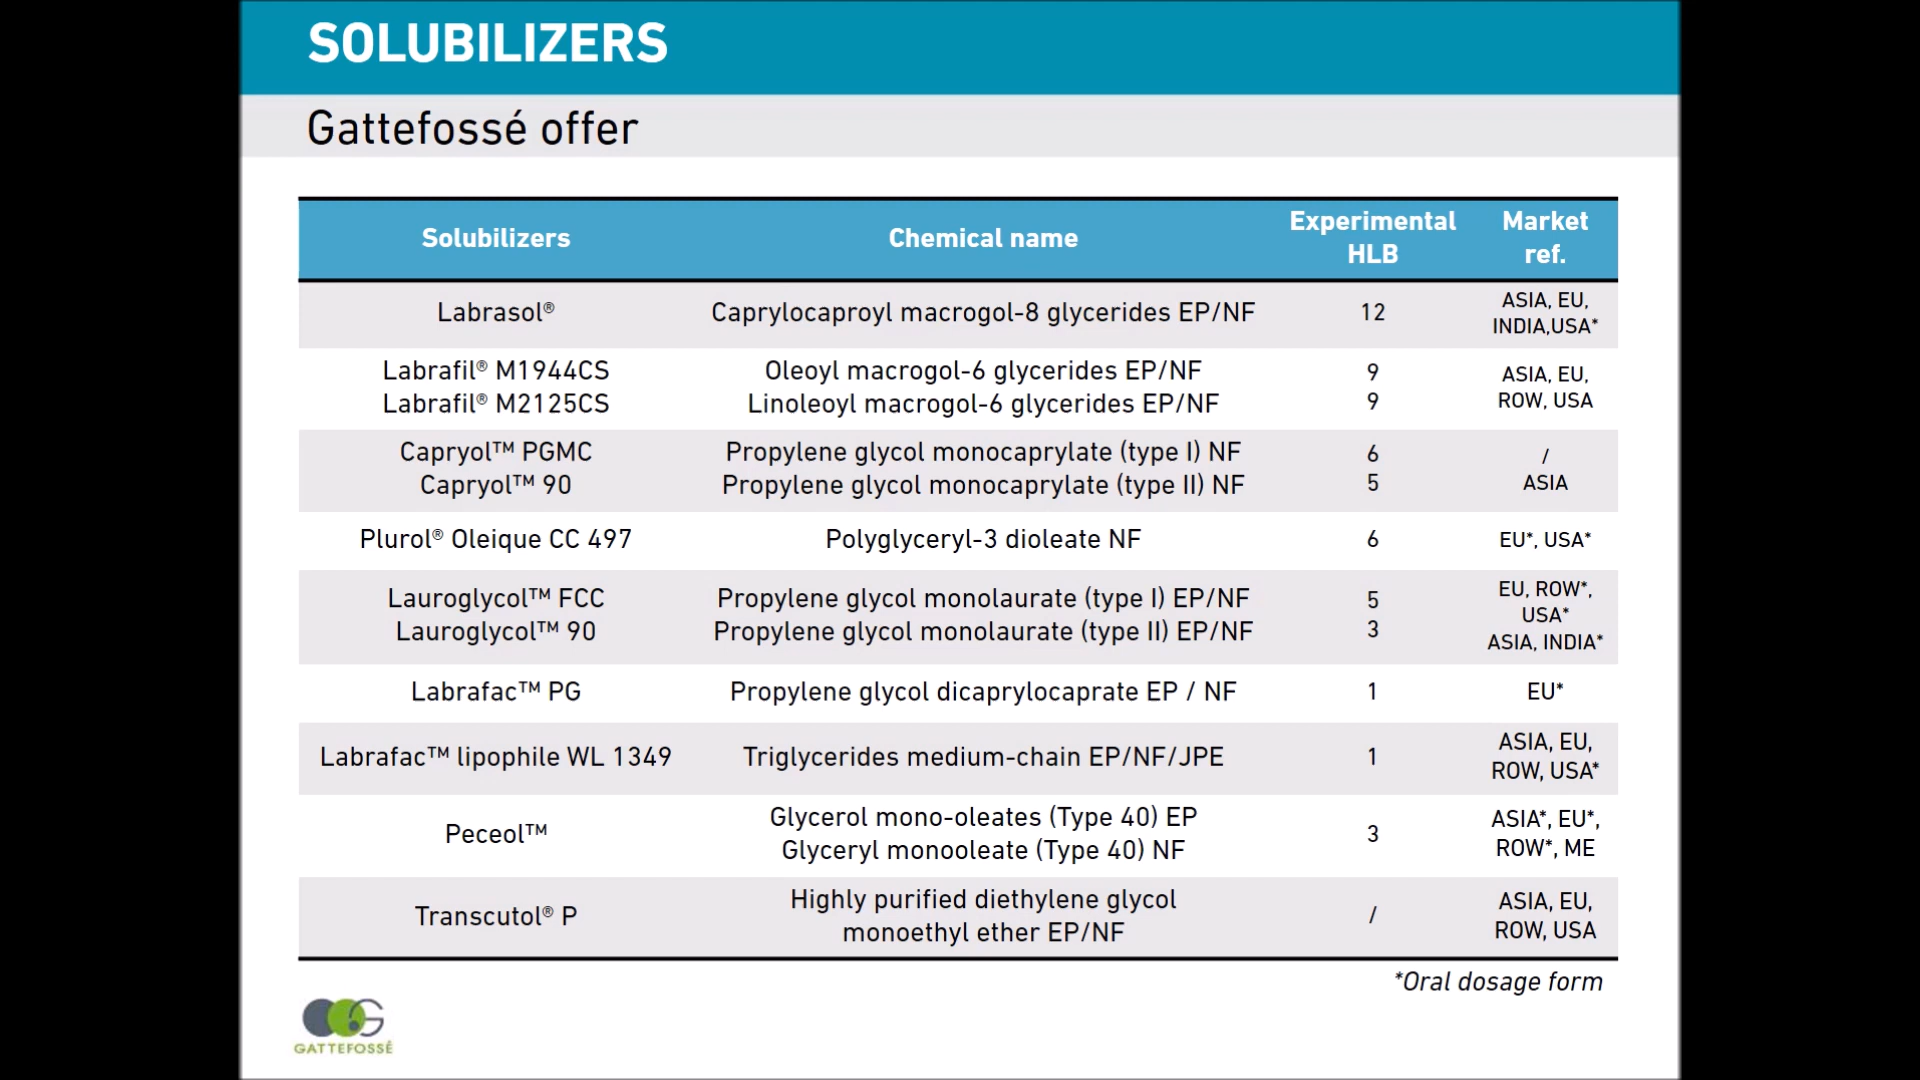 SOLUBILIZERS
Gattefossé offer
Solubilizers Chemical name Experimental HLB Market ref.
Labrasol® Caprylocaproyl macrogol-8 glycerides EP/NF 12 ASIA, EU, INDIA,USA*
Labrafil® M1944CS Oleoyl macrogol-6 glycerides EP/NF 9 ASIA, EU,
Labrafil® M2125CS Linoleoyl macrogol-6 glycerides EP/NF 9 ROW, USA
Capryol™ PGMC Propylene glycol monocaprylate (type I) NF 6 /
Capryol™ 90 Propylene glycol monocaprylate (type II) NF 5 ASIA
Plurol® Oleique CC 497 Polyglyceryl-3 dioleate NF 6 EU*, USA*
Lauroglycol™ FCC Propylene glycol monolaurate (type I) EP/NF 5 EU, ROW*, USA*
Lauroglycol™ 90 Propylene glycol monolaurate (type II) EP/NF 3 ASIA, INDIA*
Labrafac™ PG Propylene glycol dicaprylocaprate EP / NF 1 EU*
Labrafac™ lipophile WL 1349 Triglycerides medium-chain EP/NF/JPE 1 ASIA, EU, ROW, USA*
Peceol™ Glycerol mono-oleates (Type 40) EP Glyceryl monooleate (Type 40) NF 3 ASIA*, EU*, ROW*, ME
Transcutol® P Highly purified diethylene glycol monoethyl ether EP/NF / ASIA, EU, ROW, USA
*Oral dosage form
GATTEFOSSÉ